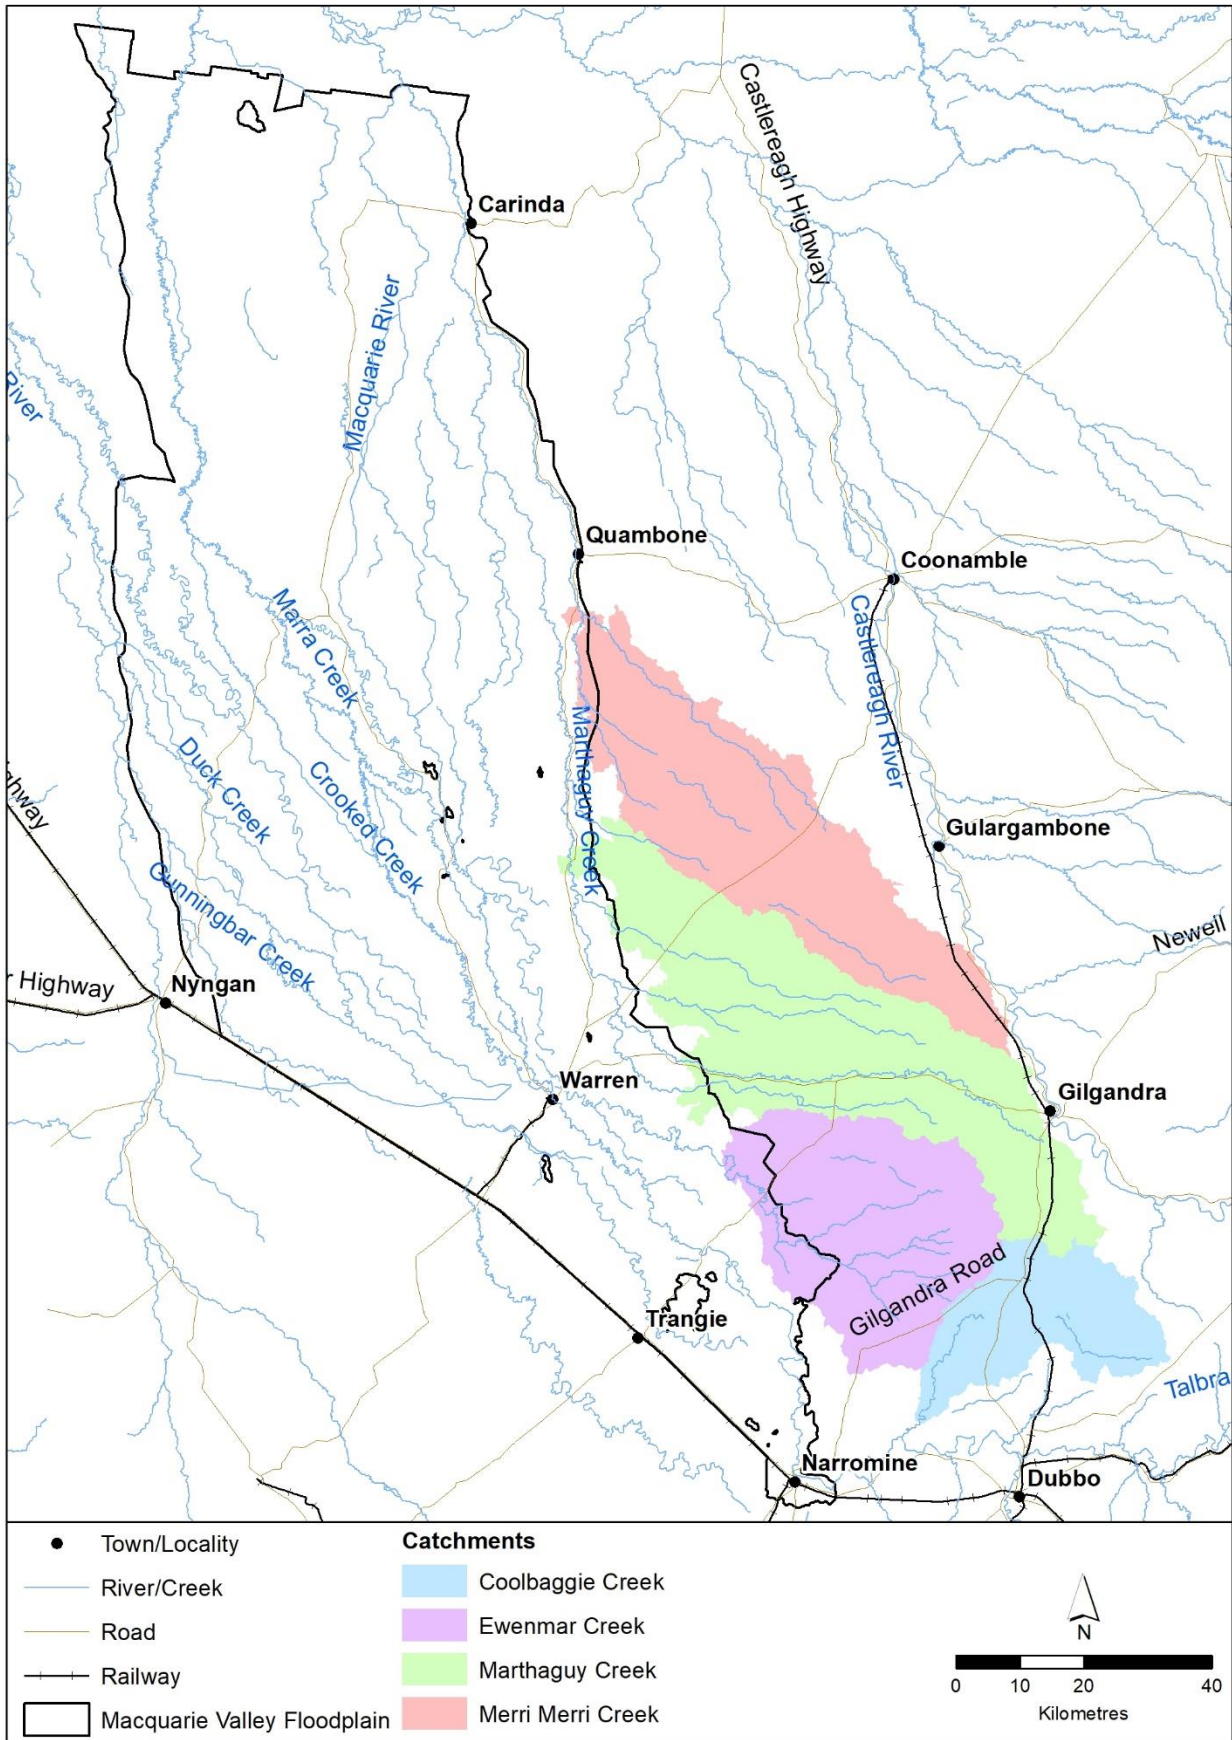 Castlereagh Highway
Carinda
Macquarie River
River
Quambone
Coonamble
Marra Creek
Castlereagh River
Marthaguy Creek
Duck Creek
Crooked Creek
ighway
Gulargambone
Gunningbar Creek
Newell
r Highway
Nyngan
Warren
Gilgandra
Gilgandra Road
Trangie
Talbra
Narromine
Dubbo
Town/Locality
River/Creek
Road
Railway
Macquarie Valley Floodplain
Catchments
Coolbaggie Creek
Ewenmar Creek
Marthaguy Creek
Merri Merri Creek
N
0 10 20 40
Kilometres